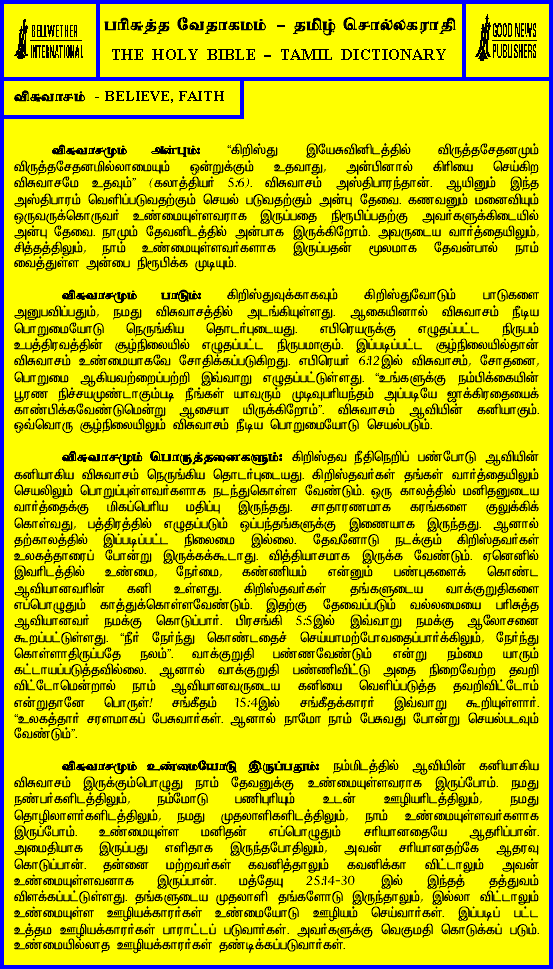 BELLWETHER
INTERNATIONAL
பரிசுத்த வேதாகமம் – தமிழ் சொல்லகராதி
THE HOLY BIBLE – TAMIL DICTIONARY
GOOD NEWS
PUBLISHERS
விசுவாசம் - BELIEVE, FAITH
விசுவாசமும் அன்பும்: “கிறிஸ்து இயேசுவினிடத்தில் விருத்தசேதனமும்
விருத்தசேதனமில்லாமையும் ஒன்றுக்கும் உதவாது, அன்பினால் கிரியை செய்கிற
விசுவாசமே உதவும்” (கலாத்தியர் 5:6). விசுவாசம் அஸ்திபாரந்தான். ஆயினும் இந்த
அஸ்திபாரம் வெளிப்படுவதற்கும் செயல் படுவதற்கும் அன்பு தேவை. கணவனும் மனைவியும்
ஒருவருக்கொருவர் உண்மையுள்ளவராக இருப்பதை நிரூபிப்பதற்கு அவர்களுக்கிடையில்
அன்பு தேவை. நாமும் தேவனிடத்தில் அன்பாக இருக்கிறோம். அவருடைய வார்த்தையிலும்,
சித்தத்திலும், நாம் உண்மையுள்ளவர்களாக இருப்பதன் மூலமாக தேவன்பால் நாம்
வைத்துள்ள அன்பை நிரூபிக்க முடியும்.
விசுவாசமும் பாடும்: கிறிஸ்துவுக்காகவும் கிறிஸ்துவோடும் பாடுகளை
அனுபவிப்பதும், நமது விசுவாசத்தில் அடங்கியுள்ளது. ஆகையினால் விசுவாசம் நீடிய
பொறுமையோடு நெருங்கிய தொடர்புடையது. எபிரெயருக்கு எழுதப்பட்ட நிருபம்
உபத்திரவத்தின் சூழ்நிலையில் எழுதப்பட்ட நிருபமாகும். இப்படிப்பட்ட சூழ்நிலையில்தான்
விசுவாசம் உண்மையாகவே சோதிக்கப்படுகிறது. எபிரெயர் 6:12இல் விசுவாசம், சோதனை,
பொறுமை ஆகியவற்றைப்பற்றி இவ்வாறு எழுதப்பட்டுள்ளது. “உங்களுக்கு நம்பிக்கையின்
பூரண நிச்சயமுண்டாகும்படி நீங்கள் யாவரும் முடிவுபரியந்தம் அப்படியே ஜாக்கிரதையைக்
காண்பிக்கவேண்டுமென்று ஆசையா யிருக்கிறோம்”. விசுவாசம் ஆவியின் கனியாகும்.
ஒவ்வொரு சூழ்நிலையிலும் விசுவாசம் நீடிய பொறுமையோடு செயல்படும்.
விசுவாசமும் பொருத்தனைகளும்: கிறிஸ்தவ நீதிநெறிப் பண்போடு ஆவியின்
கனியாகிய விசுவாசம் நெருங்கிய தொடர்புடையது. கிறிஸ்தவர்கள் தங்கள் வார்த்தையிலும்
செயலிலும் பொறுப்புள்ளவர்களாக நடந்துகொள்ள வேண்டும். ஒரு காலத்தில் மனிதனுடைய
வார்த்தைக்கு மிகப்பெரிய மதிப்பு இருந்தது. சாதாரணமாக கரங்களை குலுக்கிக்
கொள்வது, பத்திரத்தில் எழுதப்படும் ஒப்பந்தங்களுக்கு இணையாக இருந்தது. ஆனால்
தற்காலத்தில் இப்படிப்பட்ட நிலைமை இல்லை. தேவனோடு நடக்கும் கிறிஸ்தவர்கள்
உலகத்தாரைப் போன்று இருக்கக்கூடாது. வித்தியாசமாக இருக்க வேண்டும். ஏனெனில்
இவரிடத்தில் உண்மை, நேர்மை, கண்ணியம் என்னும் பண்புகளைக் கொண்ட
ஆவியானவரின் கனி உள்ளது. கிறிஸ்தவர்கள் தங்களுடைய வாக்குறுதிகளை
எப்பொழுதும் காத்துக்கொள்ளவேண்டும். இதற்கு தேவைப்படும் வல்லமையை பரிசுத்த
ஆவியானவர் நமக்கு கொடுப்பார். பிரசங்கி 5:5இல் இவ்வாறு நமக்கு ஆலோசனை
கூறப்பட்டுள்ளது. “நீர் நேர்ந்து கொண்டதைச் செய்யாமற்போவதைப்பார்க்கிலும், நேர்ந்து
கொள்ளாதிருப்பதே நலம்”. வாக்குறுதி பண்ணவேண்டும் என்று நம்மை யாரும்
கட்டாயப்படுத்தவில்லை. ஆனால் வாக்குறுதி பண்ணிவிட்டு அதை நிறைவேற்ற தவறி
விட்டோமென்றால் நாம் ஆவியானவருடைய கனியை வெளிப்படுத்த தவறிவிட்டோம்
என்றுதானே பொருள்! சங்கீதம் 15:4இல் சங்கீதக்காரர் இவ்வாறு கூறியுள்ளார்.
“உலகத்தார் சரளமாகப் பேசுவார்கள். ஆனால் நாமோ நாம் பேசுவது போன்று செயல்படவும்
வேண்டும்”.
விசுவாசமும் உண்மையோடு இருப்பதும்: நம்மிடத்தில் ஆவியின் கனியாகிய
விசுவாசம் இருக்கும்பொழுது நாம் தேவனுக்கு உண்மையுள்ளவராக இருப்போம். நமது
நண்பர்களிடத்திலும், நம்மோடு பணிபுரியும் உடன் ஊழியரிடத்திலும், நமது
தொழிலாளர்களிடத்திலும், நமது முதலாளிகளிடத்திலும், நாம் உண்மையுள்ளவர்களாக
இருப்போம். உண்மையுள்ள மனிதன் எப்பொழுதும் சரியானதையே ஆதரிப்பான்.
அமைதியாக இருப்பது எளிதாக இருந்தபோதிலும், அவன் சரியானதற்கே ஆதரவு
கொடுப்பான். தன்னை மற்றவர்கள் கவனித்தாலும் கவனிக்கா விட்டாலும் அவன்
உண்மையுள்ளவனாக இருப்பான். மத்தேயு 25:14-30 இல் இந்தத் தத்துவம்
விளக்கப்பட்டுள்ளது. தங்களுடைய முதலாளி தங்களோடு இருந்தாலும், இல்லா விட்டாலும்
உண்மையுள்ள ஊழியக்காரர்கள் உண்மையோடு ஊழியம் செய்வார்கள். இப்படிப் பட்ட
உத்தம ஊழியக்காரர்கள் பாராட்டப் படுவார்கள். அவர்களுக்கு வெகுமதி கொடுக்கப் படும்.
உண்மையில்லாத ஊழியக்காரர்கள் தண்டிக்கப்படுவார்கள்.